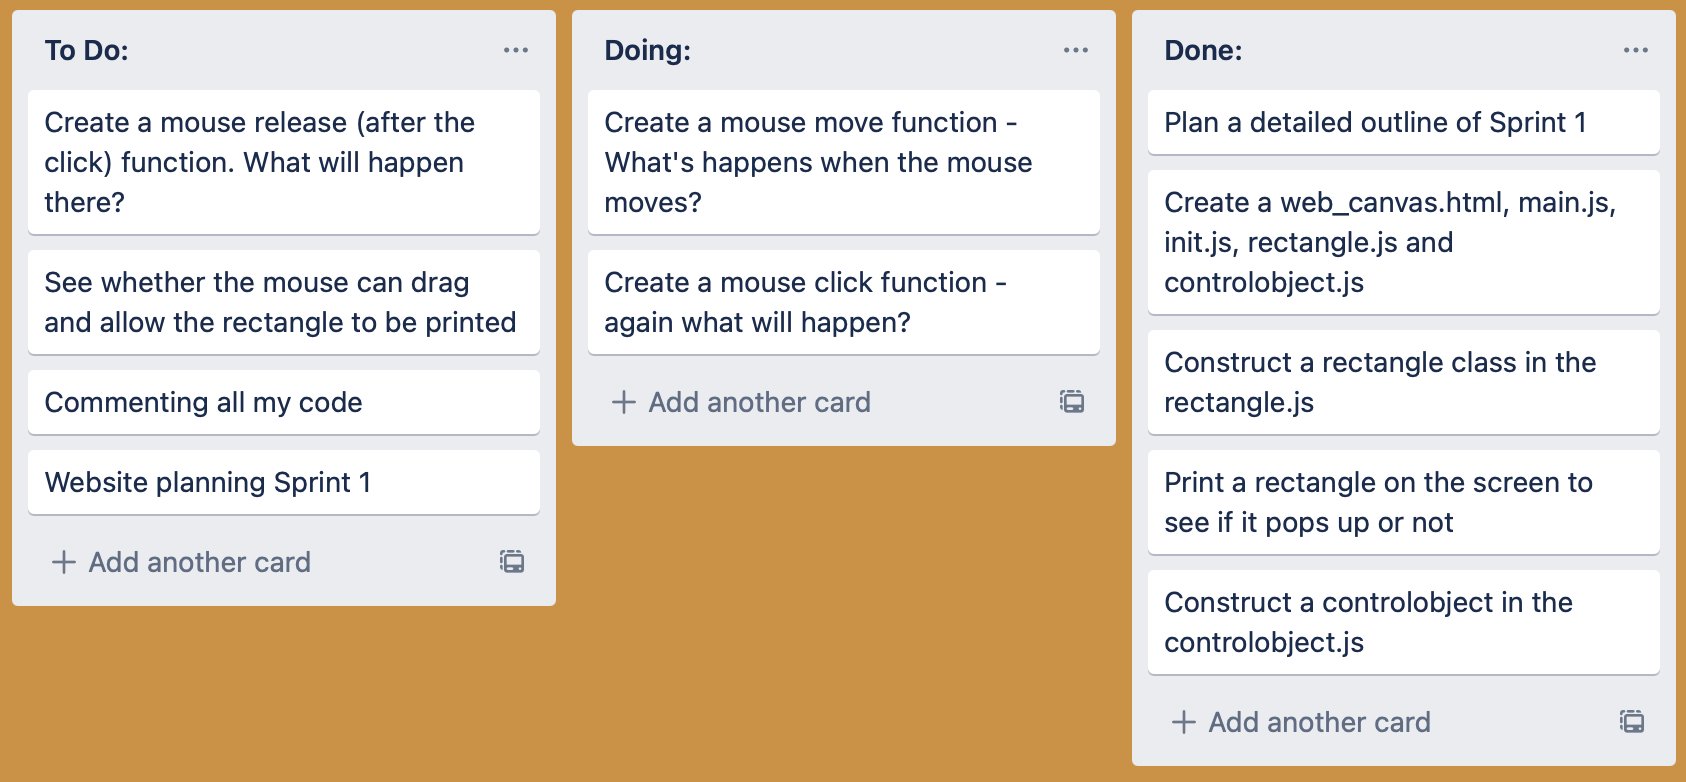 To Do:
Create a mouse release (after the
click) function. What will happen
there?
See whether the mouse can drag
and allow the rectangle to be printed
Commenting all my code
Website planning Sprint 1
+ Add another card
Doing:
Create a mouse move function -
What's happens when the mouse
moves?
Create a mouse click function -
again what will happen?
+ Add another card
Done:
Plan a detailed outline of Sprint 1
Create a web_canvas.html, main.js,
init.js, rectangle.js and
controlobject.js
Construct a rectangle class in the
rectangle.js
Print a rectangle on the screen to
see if it pops up or not
Construct a controlobject in the
controlobject.js
+ Add another card